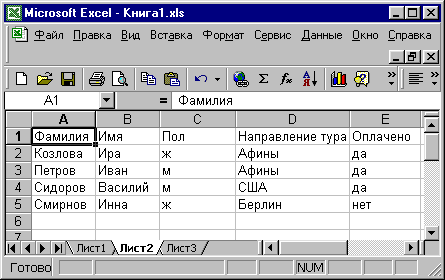 Microsoft Excel - Книга1.xls
Файл Правка Вид Вставка Формат Сервис Данные Окно Справка
A1 = Фамилия
A B C D E
1 Фамилия Имя Пол Направление тура Оплачено
2 Козлова Ира ж Афины да
3 Петров Иван м Афины да
4 Сидоров Василий м США да
5 Смирнов Инна ж Берлин нет
6
7
Лист1 Лист2 Лист3
Готово NUM